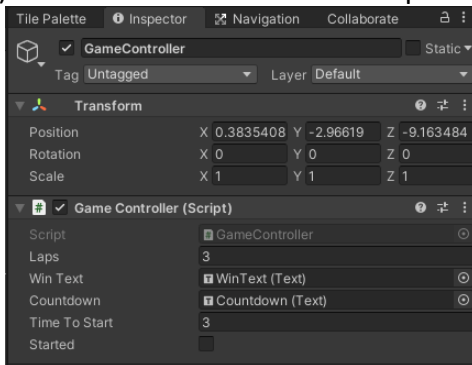 Tile Palette Inspector Navigation Collaborate
GameController Static
Tag Untagged Layer Default
Transform
Position X 0.3835408 Y -2.96619 Z -9.163484
Rotation X 0 Y 0 Z 0
Scale X 1 Y 1 Z 1
# Game Controller (Script)
Script # GameController
Laps 3
Win Text T WinText (Text)
Countdown T Countdown (Text)
Time To Start 3
Started